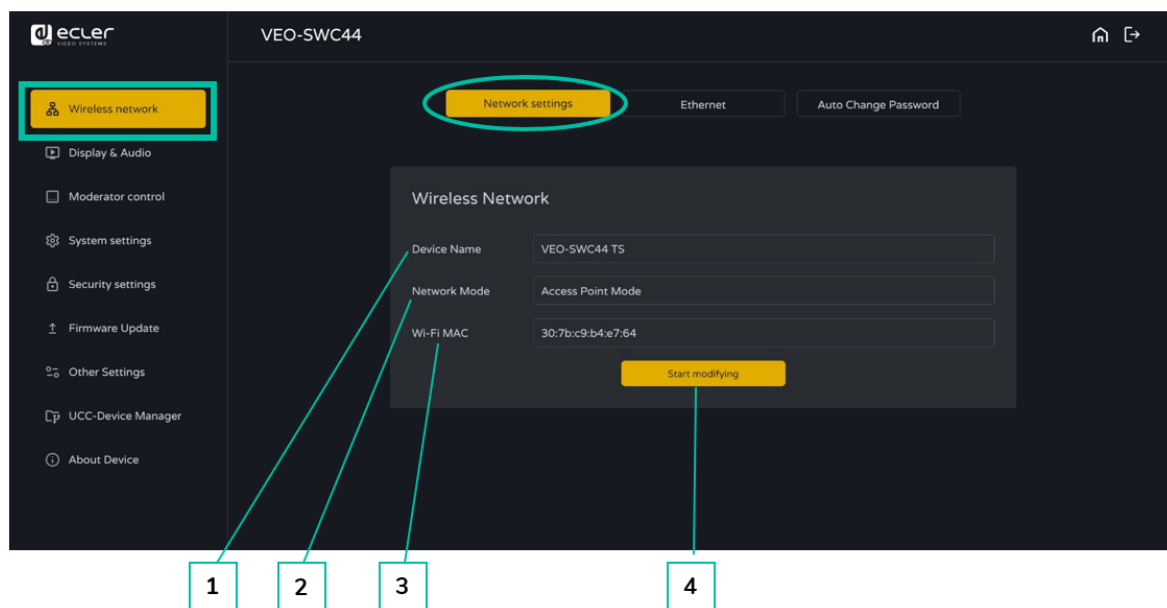 ecler
VIDEO SYSTEMS
VEO-SWC44
Wireless network
Display & Audio
Moderator control
System settings
Security settings
Firmware Update
Other Settings
UCC-Device Manager
About Device
Network settings
Ethernet
Auto Change Password
Wireless Network
Device Name VEO-SWC44 TS
Network Mode Access Point Mode
Wi-Fi MAC 30:7b:c9:b4:e7:64
Start modifying
1 2 3 4